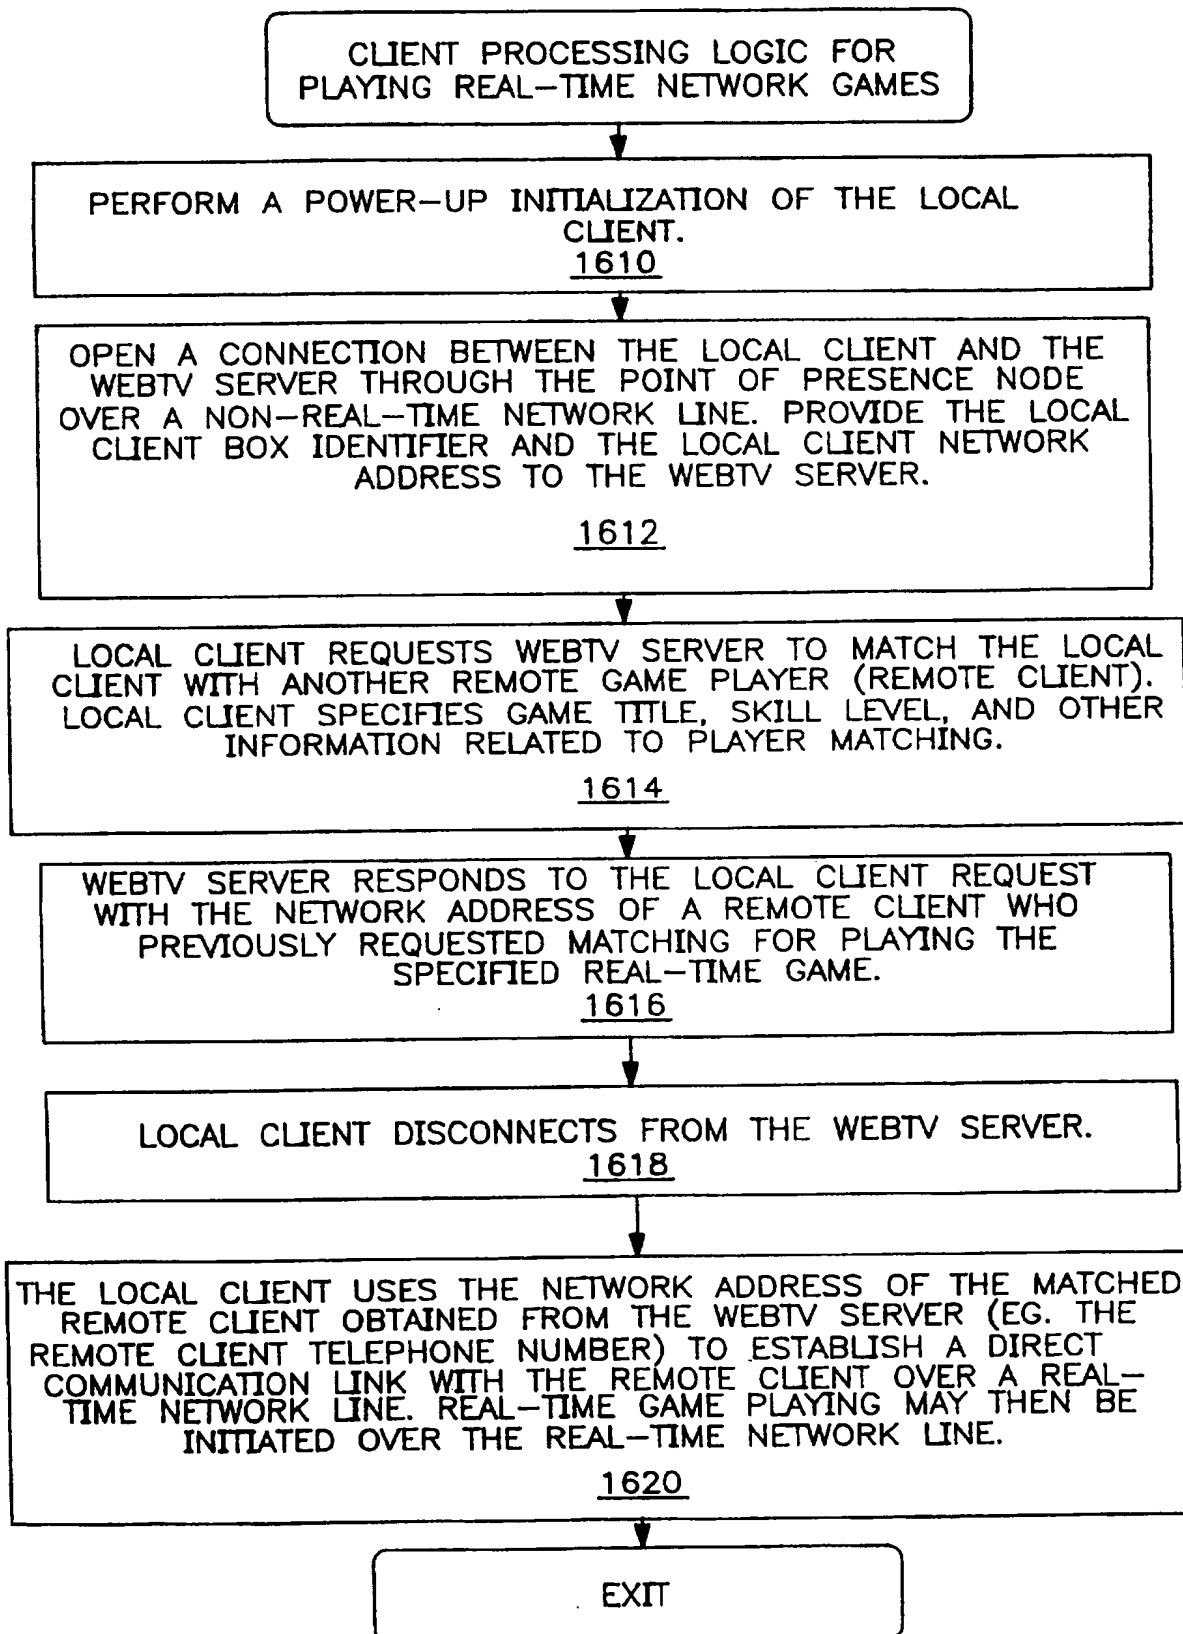 CLIENT PROCESSING LOGIC FOR
PLAYING REAL-TIME NETWORK GAMES
PERFORM A POWER-UP INITIALIZATION OF THE LOCAL
CLIENT.
1610
OPEN A CONNECTION BETWEEN THE LOCAL CLIENT AND THE
WEBTV SERVER THROUGH THE POINT OF PRESENCE NODE
OVER A NON-REAL-TIME NETWORK LINE. PROVIDE THE LOCAL
CLIENT BOX IDENTIFIER AND THE LOCAL CLIENT NETWORK
ADDRESS TO THE WEBTV SERVER.
1612
LOCAL CLIENT REQUESTS WEBTV SERVER TO MATCH THE LOCAL
CLIENT WITH ANOTHER REMOTE GAME PLAYER (REMOTE CLIENT).
LOCAL CLIENT SPECIFIES GAME TITLE, SKILL LEVEL, AND OTHER
INFORMATION RELATED TO PLAYER MATCHING.
1614
WEBTV SERVER RESPONDS TO THE LOCAL CLIENT REQUEST
WITH THE NETWORK ADDRESS OF A REMOTE CLIENT WHO
PREVIOUSLY REQUESTED MATCHING FOR PLAYING THE
SPECIFIED REAL-TIME GAME.
1616
LOCAL CLIENT DISCONNECTS FROM THE WEBTV SERVER.
1618
THE LOCAL CLIENT USES THE NETWORK ADDRESS OF THE MATCHED
REMOTE CLIENT OBTAINED FROM THE WEBTV SERVER (EG. THE
REMOTE CLIENT TELEPHONE NUMBER) TO ESTABLISH A DIRECT
COMMUNICATION LINK WITH THE REMOTE CLIENT OVER A REAL-
TIME NETWORK LINE. REAL-TIME GAME PLAYING MAY THEN BE
INITIATED OVER THE REAL-TIME NETWORK LINE.
1620
EXIT